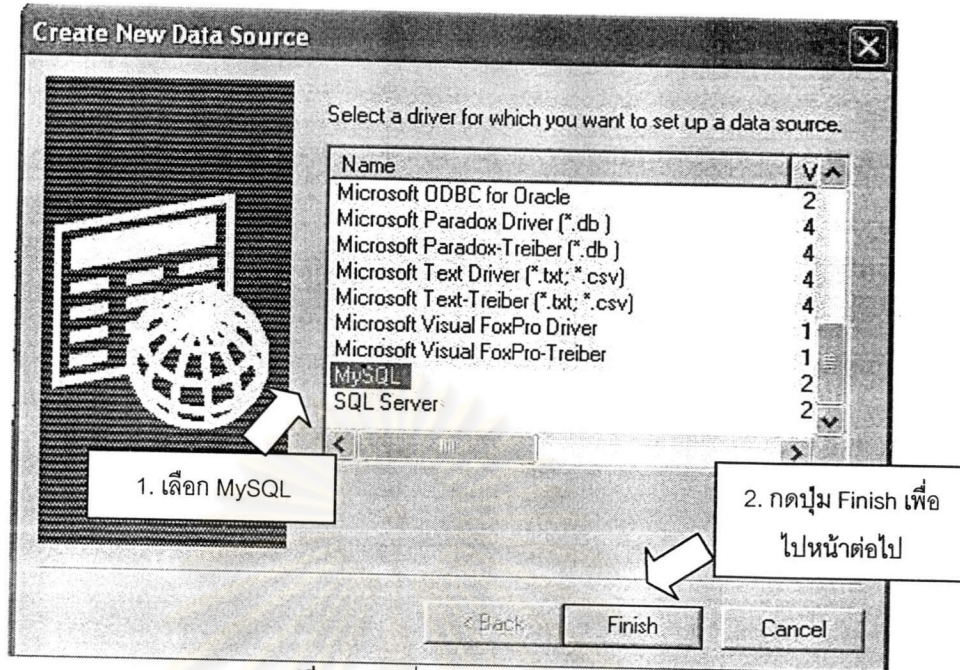 Create New Data Source
Select a driver for which you want to set up a data source.
Name V
Microsoft ODBC for Oracle 2
Microsoft Paradox Driver (*.db ) 4
Microsoft Paradox-Treiber (*.db ) 4
Microsoft Text Driver (*.txt; *.csv) 4
Microsoft Text-Treiber (*.txt; *.csv) 4
Microsoft Visual FoxPro Driver 1
Microsoft Visual FoxPro-Treiber 1
MySQL 2
SQL Server 2
1. เลือก MySQL
2. กดปุ่ม Finish เพื่อ
ไปหน้าต่อไป
< Back Finish Cancel